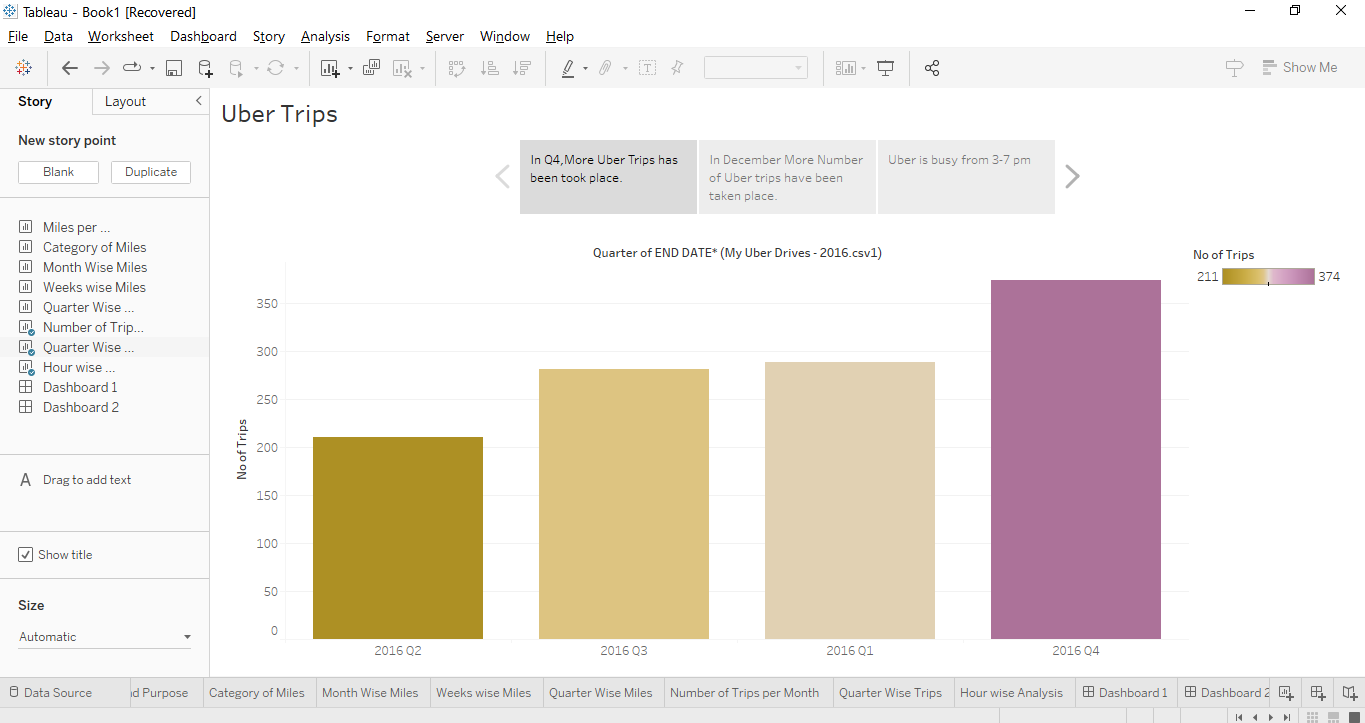 Tableau - Book1 [Recovered]
File Data Worksheet Dashboard Story Analysis Format Server Window Help
Show Me
Story Layout
New story point
Blank Duplicate
Miles per ...
Category of Miles
Month Wise Miles
Weeks wise Miles
Quarter Wise ...
Number of Trip...
Quarter Wise ...
Hour wise ...
Dashboard 1
Dashboard 2
A Drag to add text
Show title
Size
Automatic
Uber Trips
In Q4,More Uber Trips has
been took place.
In December More Number
of Uber trips have been
taken place.
Uber is busy from 3-7 pm
Quarter of END DATE* (My Uber Drives - 2016.csv1)
No of Trips
350
300
250
200
150
100
50
0
2016 Q2 2016 Q3 2016 Q1 2016 Q4
No of Trips
211 374
Data Source d Purpose Category of Miles Month Wise Miles Weeks wise Miles Quarter Wise Miles Number of Trips per Month Quarter Wise Trips Hour wise Analysis Dashboard 1 Dashboard 2